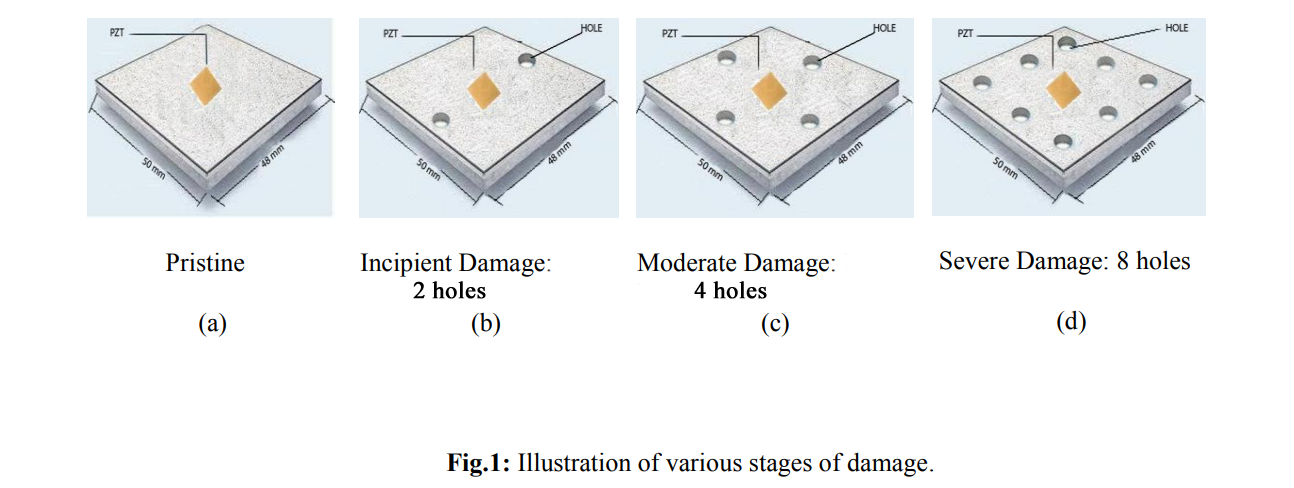 PZT
50 mm
48 mm
Pristine
(a)
PZT
HOLE
50 mm
48 mm
Incipient Damage:
2 holes
(b)
PZT
HOLE
50 mm
48 mm
Moderate Damage:
4 holes
(c)
PZT
HOLE
50 mm
48 mm
Severe Damage: 8 holes
(d)
Fig.1: Illustration of various stages of damage.